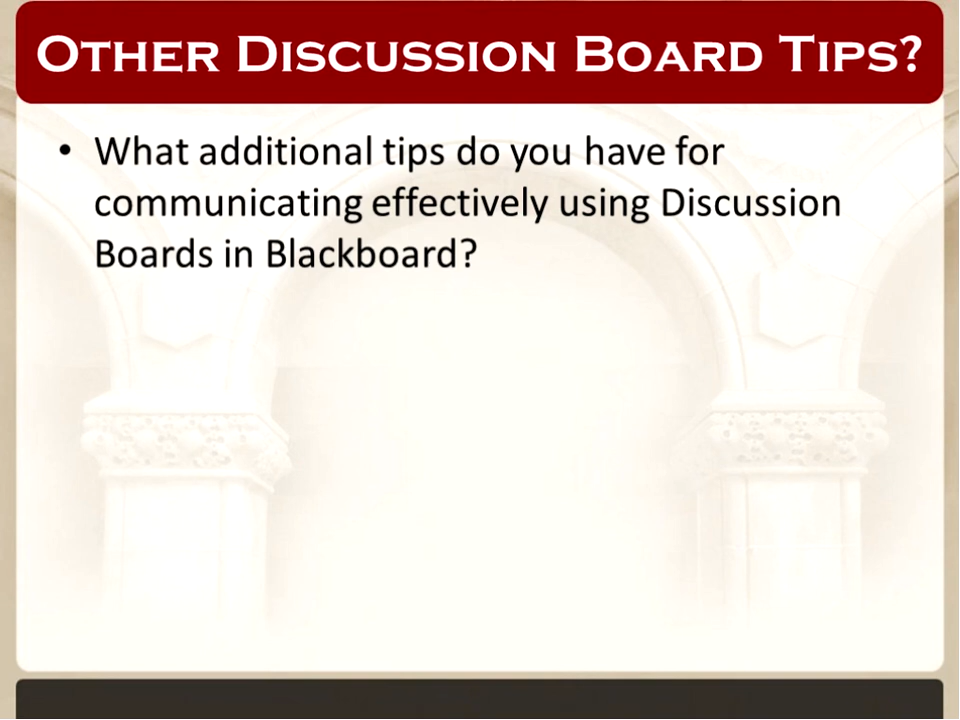 OTHER DISCUSSION BOARD TIPS?
• What additional tips do you have for
communicating effectively using Discussion
Boards in Blackboard?